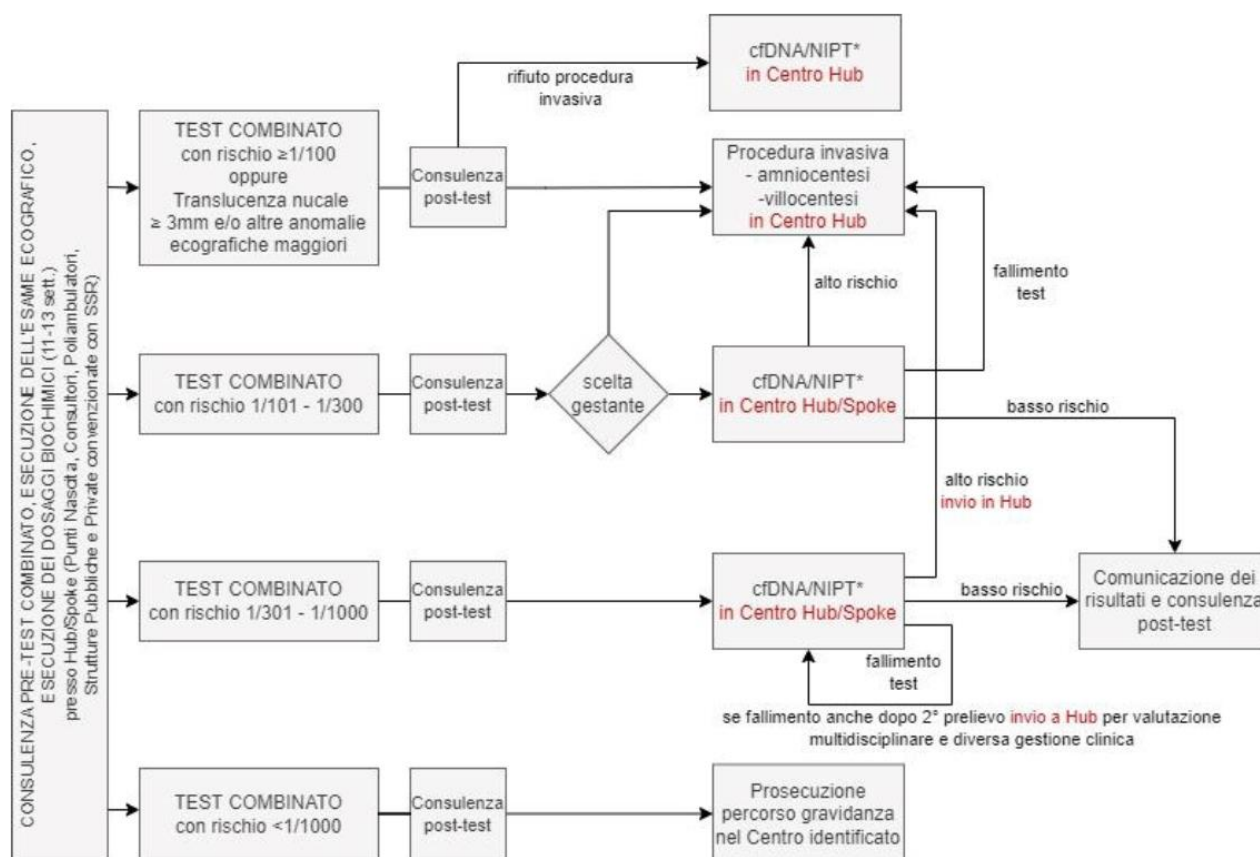 CONSULENZA PRE-TEST COMBINATO, ESECUZIONE DELL'ESAME ECOGRAFICO,
ESECUZIONE DEI DOSAGGI BIOCHIMICI (11-13 sett.)
presso Hub/Spoke (Punti Nascita, Consultori, Poliambulatori,
Strutture Pubbliche e Private convenzionate con SSR)
TEST COMBINATO
con rischio ≥1/100
oppure
Translucenza nucale
≥ 3mm e/o altre anomalie
ecografiche maggiori
Consulenza
post-test
rifiuto procedura
invasiva
cfDNA/NIPT*
in Centro Hub
Procedura invasiva
- amniocentesi
-villocentesi
in Centro Hub
alto rischio
fallimento
test
TEST COMBINATO
con rischio 1/101 - 1/300
Consulenza
post-test
scelta
gestante
cfDNA/NIPT*
in Centro Hub/Spoke
basso rischio
alto rischio
invio in Hub
TEST COMBINATO
con rischio 1/301 - 1/1000
Consulenza
post-test
cfDNA/NIPT*
in Centro Hub/Spoke
basso rischio
Comunicazione dei
risultati e consulenza
post-test
fallimento
test
se fallimento anche dopo 2° prelievo invio a Hub per valutazione
multidisciplinare e diversa gestione clinica
TEST COMBINATO
con rischio <1/1000
Consulenza
post-test
Prosecuzione
percorso gravidanza
nel Centro identificato